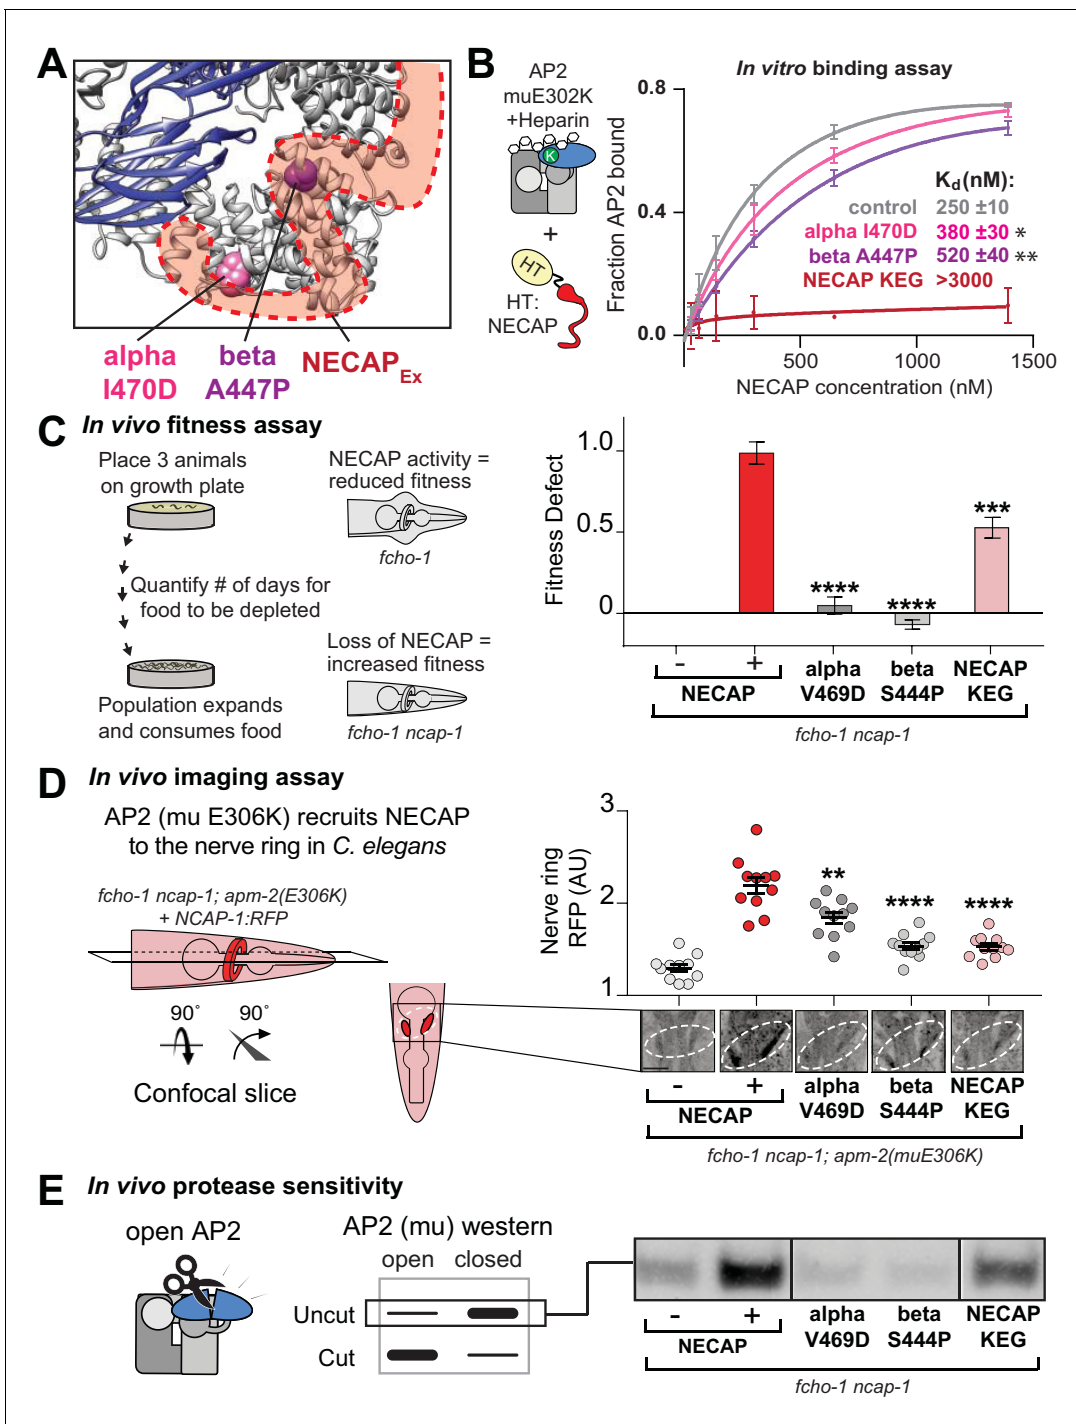 A
alpha
I470D
beta
A447P
NECAPEx
B
AP2
muE302K
+Heparin
K
+
HT
HT:
NECAP
In vitro binding assay
Fraction AP2 bound
0.8
0.4
0.0
500
1000
1500
NECAP concentration (nM)
Kd(nM):
control 250 ±10
alpha I470D 380 ±30 *
beta A447P 520 ±40 **
NECAP KEG >3000
C In vivo fitness assay
Place 3 animals
on growth plate
Quantify # of days for
food to be depleted
Population expands
and consumes food
NECAP activity =
reduced fitness
fcho-1
Loss of NECAP =
increased fitness
fcho-1 ncap-1
Fitness Defect
1.0
0.5
0
****
****
***
- + alpha beta NECAP
V469D S444P KEG
NECAP
fcho-1 ncap-1
D In vivo imaging assay
AP2 (mu E306K) recruits NECAP
to the nerve ring in C. elegans
fcho-1 ncap-1; apm-2(E306K)
+ NCAP-1:RFP
90° 90°
Confocal slice
Nerve ring
RFP (AU)
3
2
1
**
****
****
- + alpha beta NECAP
V469D S444P KEG
NECAP
fcho-1 ncap-1; apm-2(muE306K)
E In vivo protease sensitivity
open AP2
AP2 (mu) western
open closed
Uncut
Cut
- + alpha beta NECAP
V469D S444P KEG
NECAP
fcho-1 ncap-1